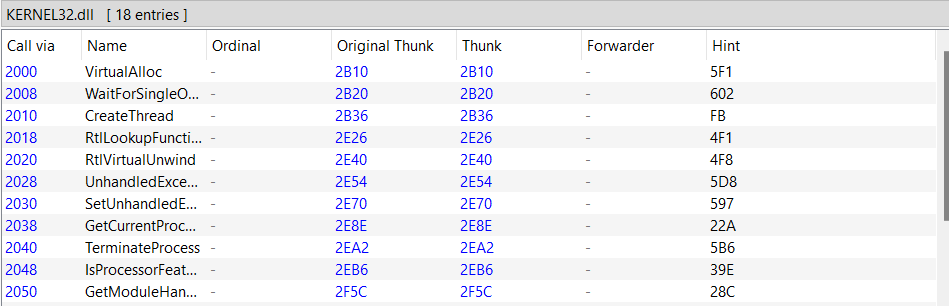 KERNEL32.dll [ 18 entries ]
Call via Name Ordinal Original Thunk Thunk Forwarder Hint
2000 VirtualAlloc - 2B10 2B10 - 5F1
2008 WaitForSingleO... - 2B20 2B20 - 602
2010 CreateThread - 2B36 2B36 - FB
2018 RtlLookupFuncti... - 2E26 2E26 - 4F1
2020 RtlVirtualUnwind - 2E40 2E40 - 4F8
2028 UnhandledExce... - 2E54 2E54 - 5D8
2030 SetUnhandledE... - 2E70 2E70 - 597
2038 GetCurrentProc... - 2E8E 2E8E - 22A
2040 TerminateProcess - 2EA2 2EA2 - 5B6
2048 IsProcessorFeat... - 2EB6 2EB6 - 39E
2050 GetModuleHan... - 2F5C 2F5C - 28C